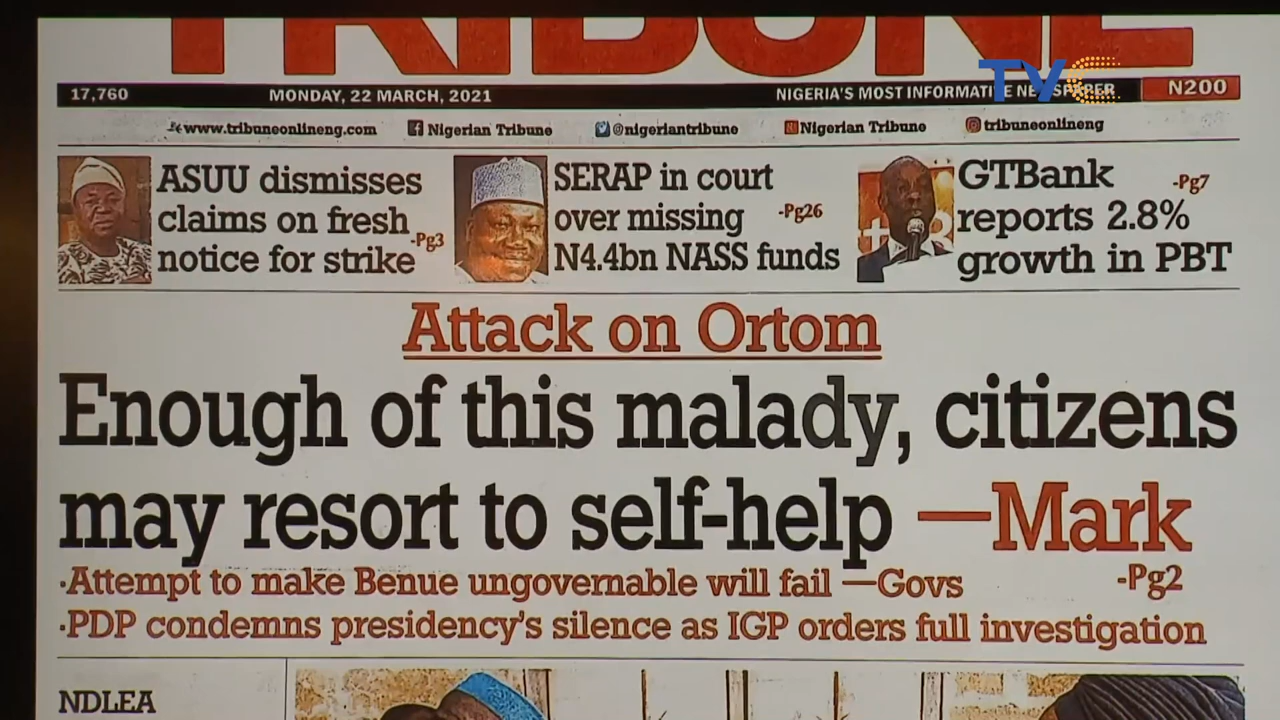 TRIBUNE
TVC
17,760 MONDAY, 22 MARCH, 2021 NIGERIA'S MOST INFORMATIVE NEWSPAPER N200
www.tribuneonlineng.com Nigerian Tribune @nigeriantribune Nigerian Tribune tribuneonlineng
ASUU dismisses
claims on fresh
notice for strike -Pg3
SERAP in court
over missing -Pg26
N4.4bn NASS funds
GTBank -Pg7
reports 2.8%
growth in PBT
Attack on Ortom
Enough of this malady, citizens
may resort to self-help —Mark
-Pg2
·Attempt to make Benue ungovernable will fail —Govs
·PDP condemns presidency's silence as IGP orders full investigation
NDLEA